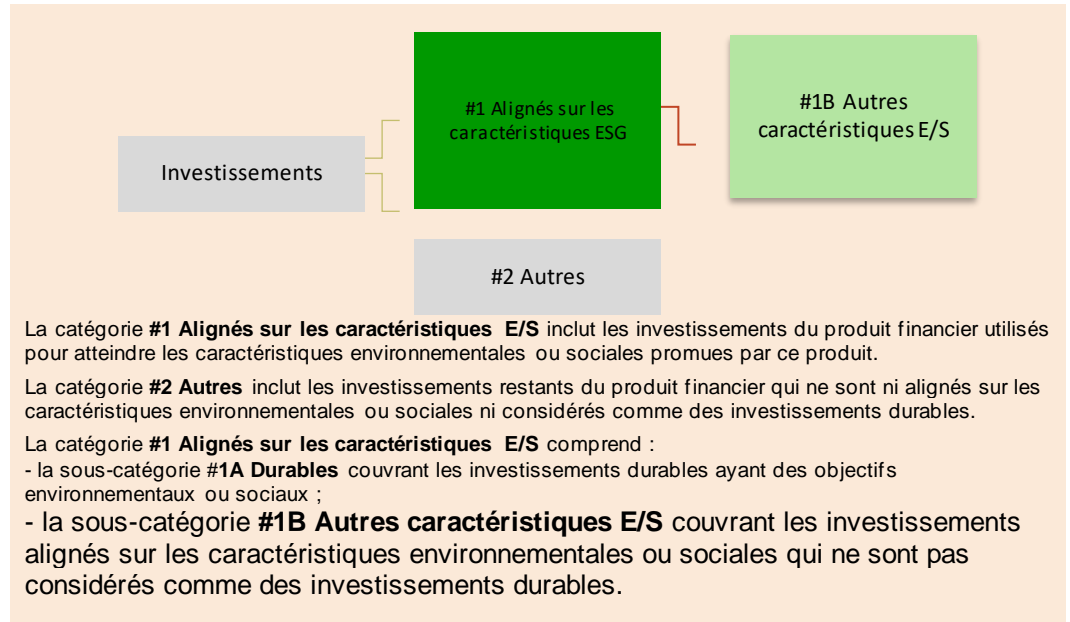 #1 Alignés sur les
caractéristiques ESG
#1B Autres
caractéristiques E/S
Investissements
#2 Autres
La catégorie #1 Alignés sur les caractéristiques E/S inclut les investissements du produit financier utilisés
pour atteindre les caractéristiques environnementales ou sociales promues par ce produit.
La catégorie #2 Autres inclut les investissements restants du produit financier qui ne sont ni alignés sur les
caractéristiques environnementales ou sociales ni considérés comme des investissements durables.
La catégorie #1 Alignés sur les caractéristiques E/S comprend :
- la sous-catégorie #1A Durables couvrant les investissements durables ayant des objectifs
environnementaux ou sociaux ;
- la sous-catégorie #1B Autres caractéristiques E/S couvrant les investissements
alignés sur les caractéristiques environnementales ou sociales qui ne sont pas
considérés comme des investissements durables.